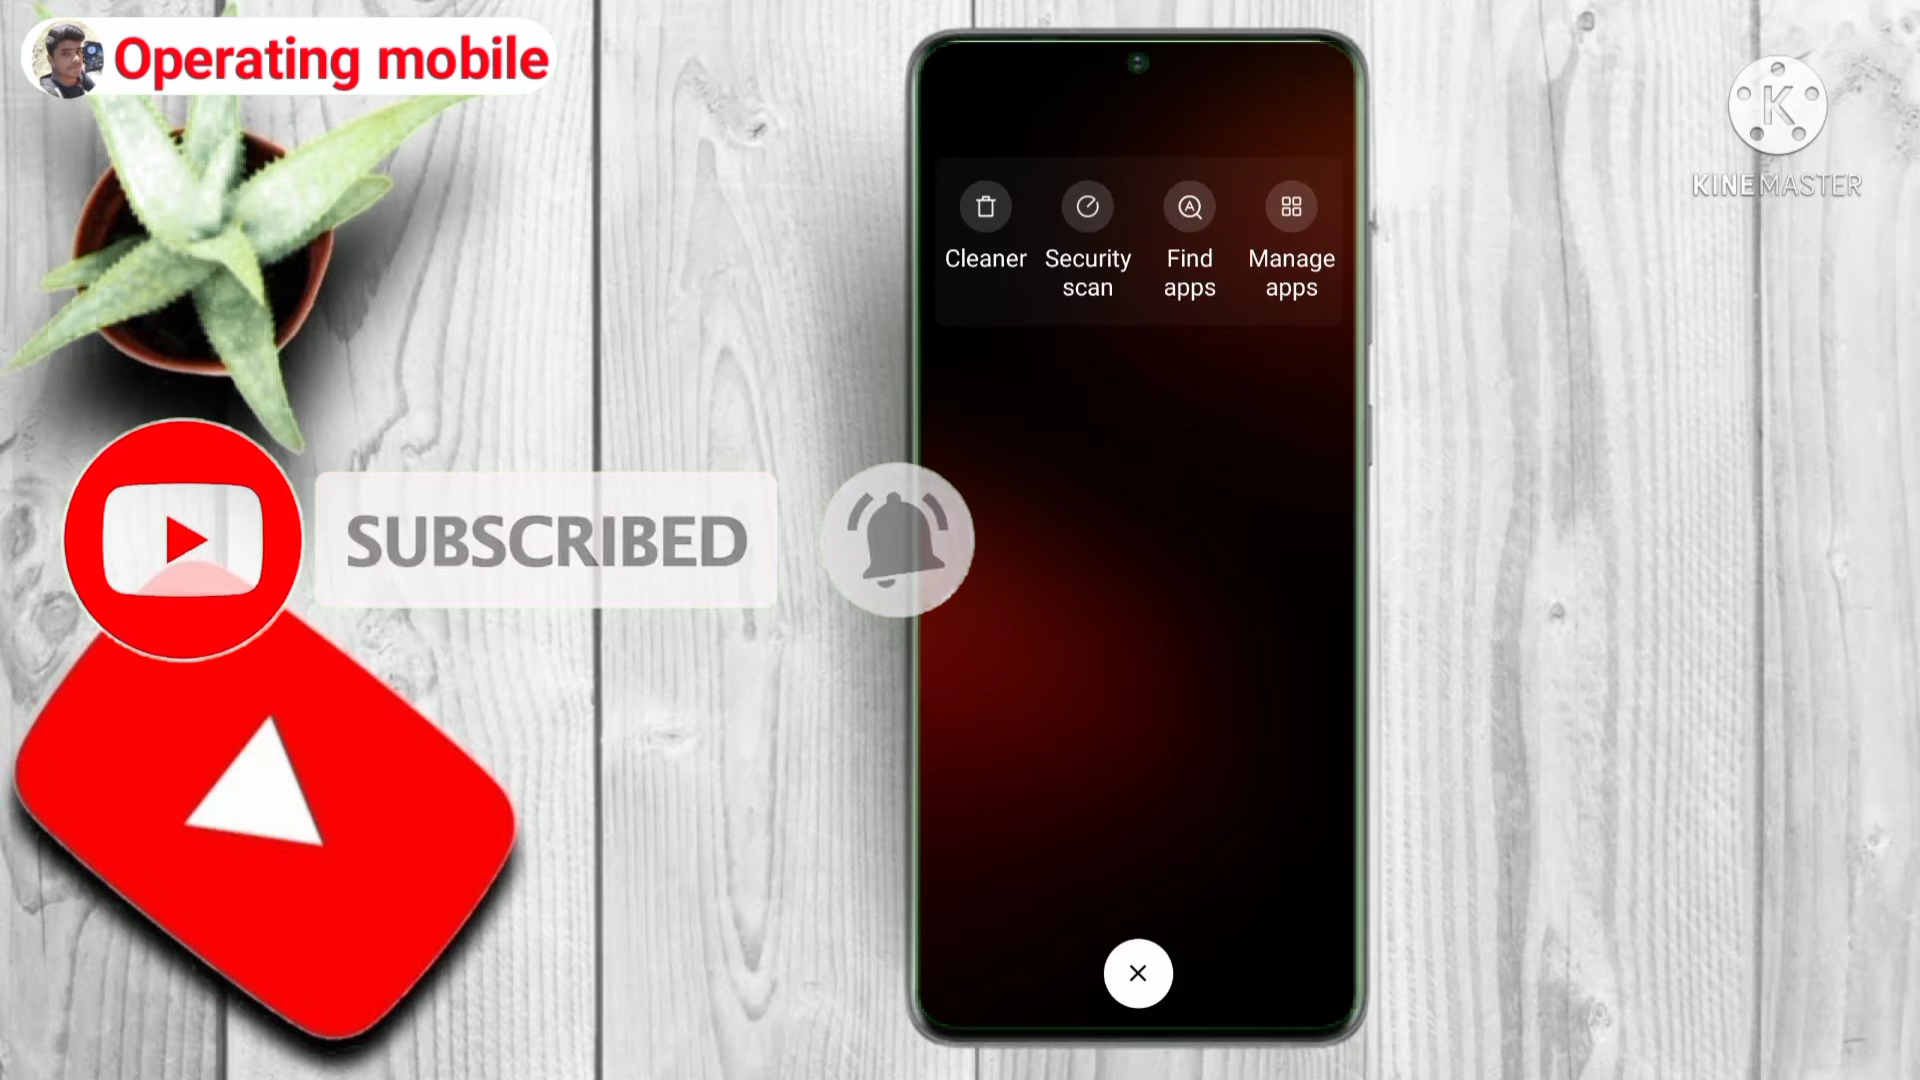 Operating mobile
KINEMASTER
Cleaner
Security scan
Find apps
Manage apps
SUBSCRIBED